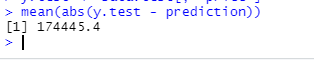 > mean(abs(y.test - prediction))
[1] 174445.4
>